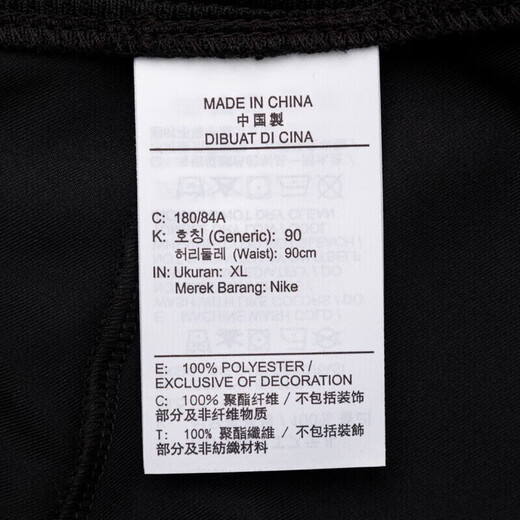 MADE IN CHINA
中国製
DIBUAT DI CINA
C: 180/84A
K: 호칭 (Generic): 90
허리둘레 (Waist): 90cm
IN: Ukuran: XL
Merek Barang: Nike
E: 100% POLYESTER /
EXCLUSIVE OF DECORATION
C: 100% 聚酯纤维 / 不包括装饰
部分及非纤维物质
T: 100% 聚酯纖維 / 不包括裝飾
部分及非紡織材料